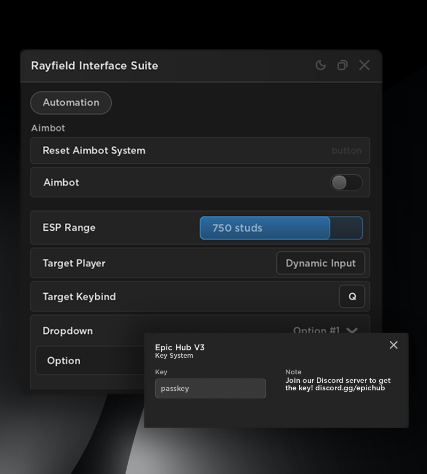 Rayfield Interface Suite
Automation
Aimbot
Reset Aimbot System button
Aimbot
ESP Range 750 studs
Target Player Dynamic Input
Target Keybind Q
Dropdown Option #1
Option
Epic Hub V3
Key System
Key
passkey
Note
Join our Discord server to get
the key! discord.gg/epichub